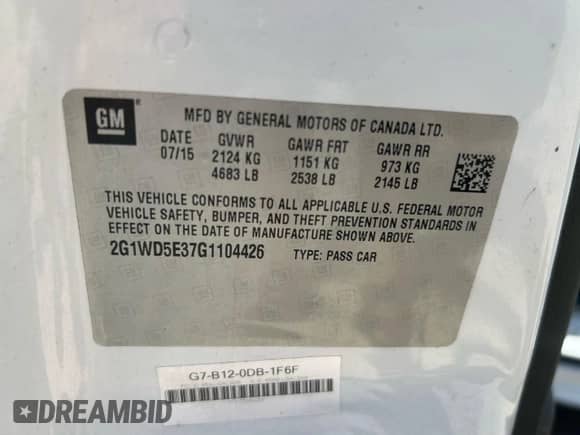 GM
MFD BY GENERAL MOTORS OF CANADA LTD.
DATE GVWR GAWR FRT GAWR RR
07/15 2124 KG 1151 KG 973 KG
4683 LB 2538 LB 2145 LB
THIS VEHICLE CONFORMS TO ALL APPLICABLE U.S. FEDERAL MOTOR
VEHICLE SAFETY, BUMPER, AND THEFT PREVENTION STANDARDS IN
EFFECT ON THE DATE OF MANUFACTURE SHOWN ABOVE.
2G1WD5E37G1104426 TYPE: PASS CAR
G7-B12-0DB-1F6F
DREAMBID